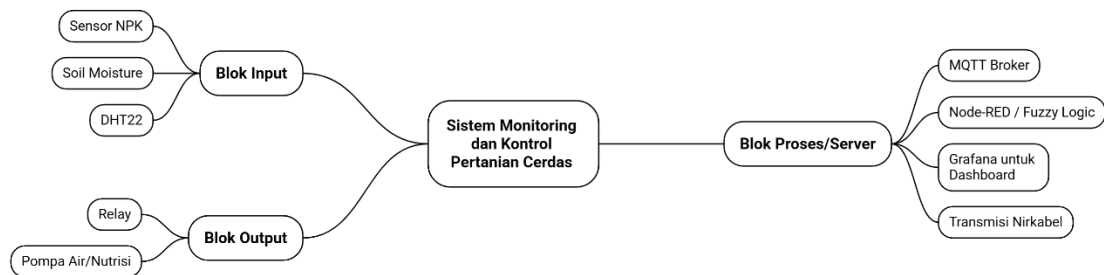 Sensor NPK
Soil Moisture
DHT22
Blok Input
Relay
Pompa Air/Nutrisi
Blok Output
Sistem Monitoring
dan Kontrol
Pertanian Cerdas
Blok Proses/Server
MQTT Broker
Node-RED / Fuzzy Logic
Grafana untuk
Dashboard
Transmisi Nirkabel